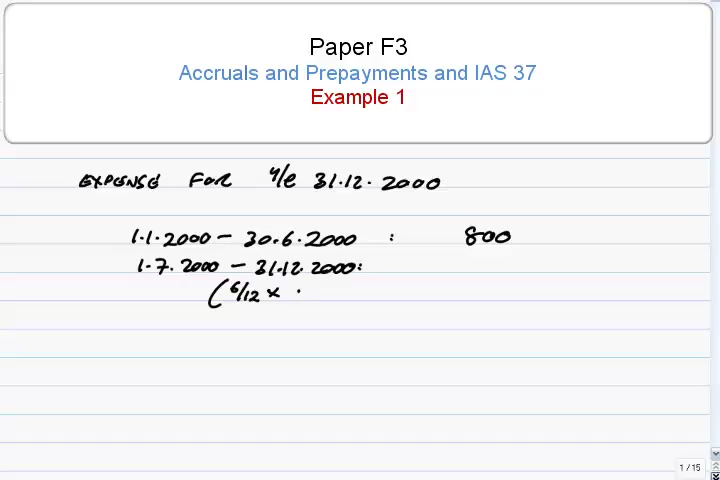 Paper F3
Accruals and Prepayments and IAS 37
Example 1
EXPENSE FOR Y/E 31.12.2000
1.1.2000 – 30.6.2000 : 800
1.7.2000 – 31.12.2000:
( 6/12 ×
1 / 15